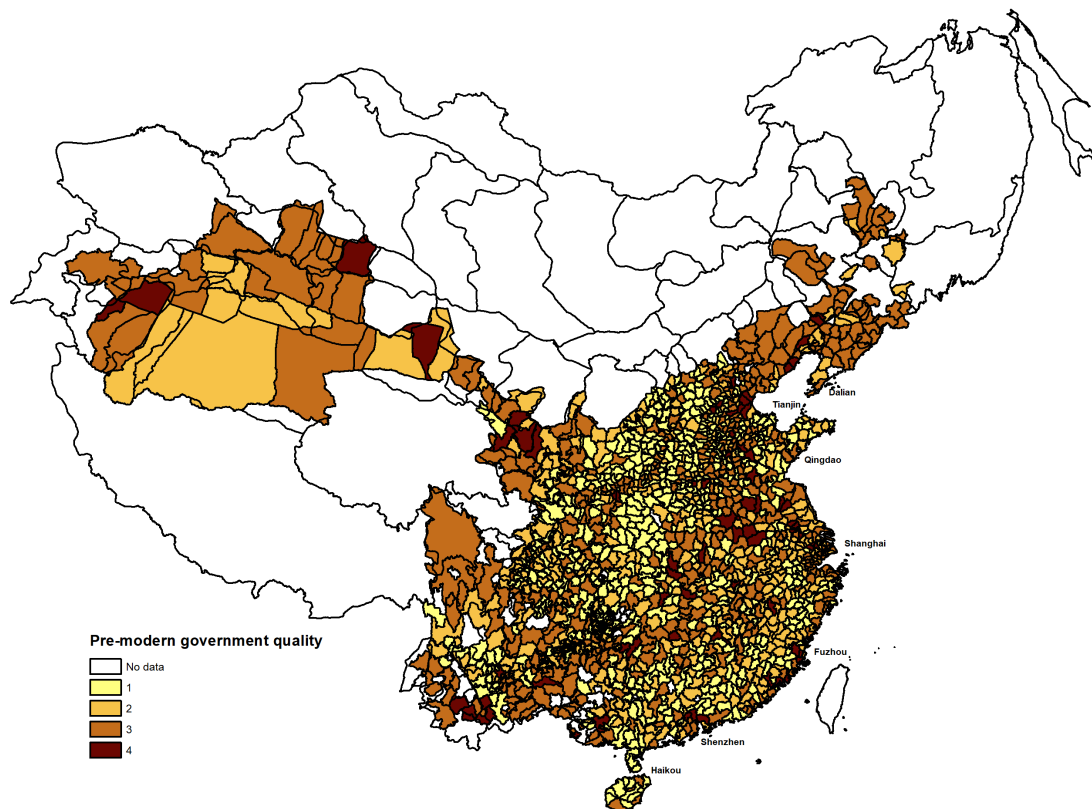 Dalian
Tianjin
Qingdao
Shanghai
Pre-modern government quality
No data
1
2
3
4
Fuzhou
Shenzhen
Haikou